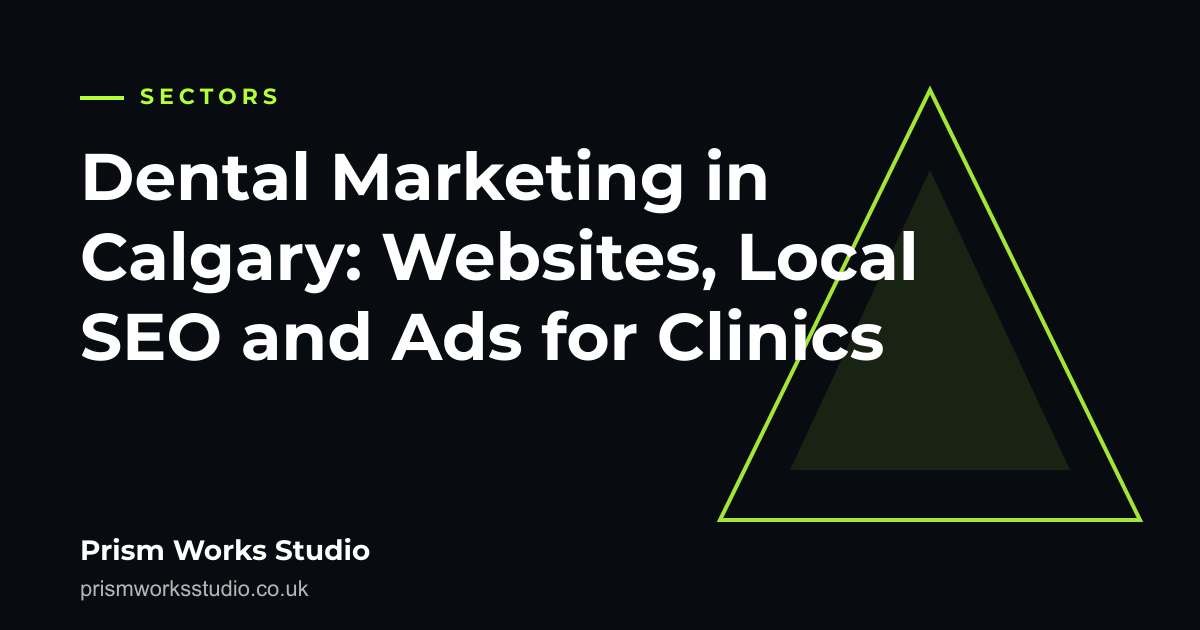 SECTORS
Dental Marketing in
Calgary: Websites, Local
SEO and Ads for Clinics
Prism Works Studio
prismworksstudio.co.uk